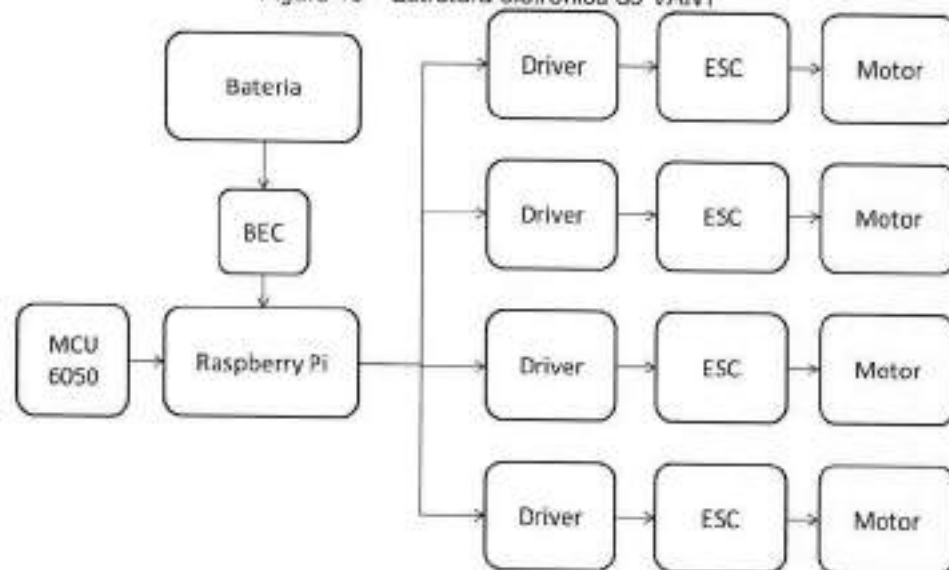 Estrutura eletrônica do VANT
Bateria
BEC
MCU
6050
Raspberry Pi
Driver
ESC
Motor
Driver
ESC
Motor
Driver
ESC
Motor
Driver
ESC
Motor